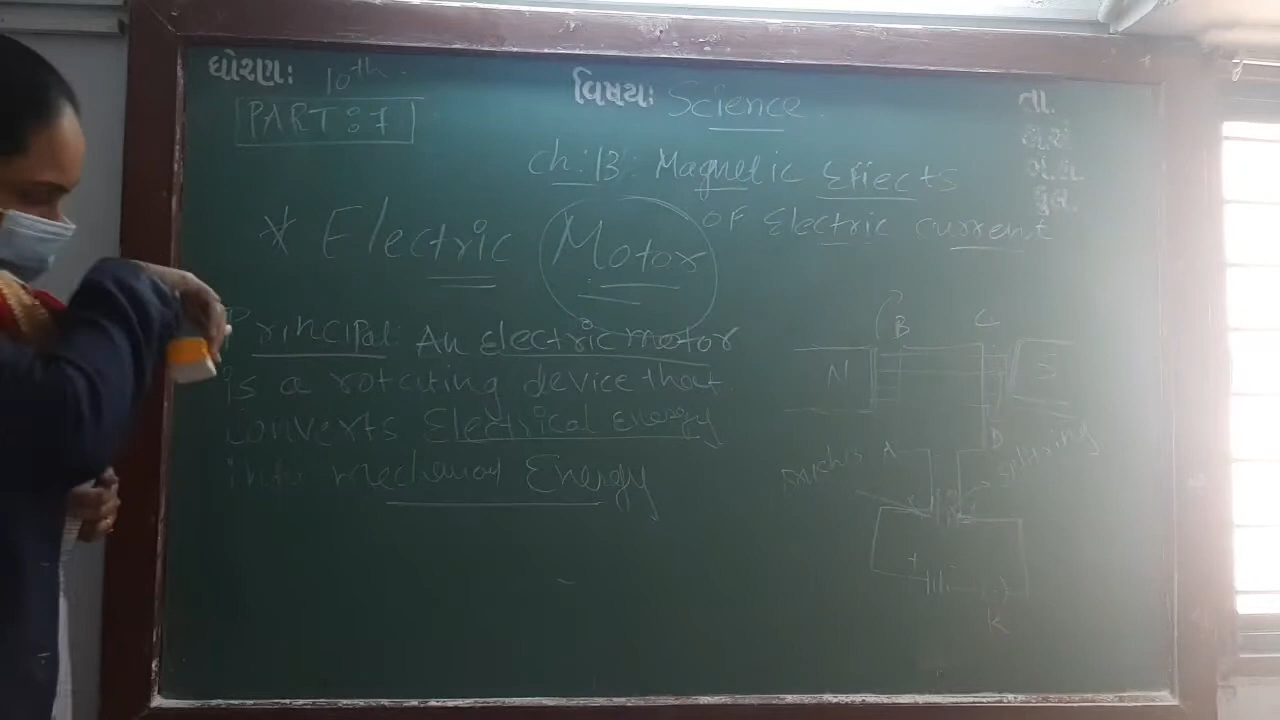 ધોરણ: 10th.
PART: 7
વિષય: Science
ch: 13: Magnetic Effects
of Electric current
* Electric Motor
Principal: An Electric motor
is a rotating device that
converts Electrical Energy
into mechanical Energy
તા.
B C
N S
A D
+
K